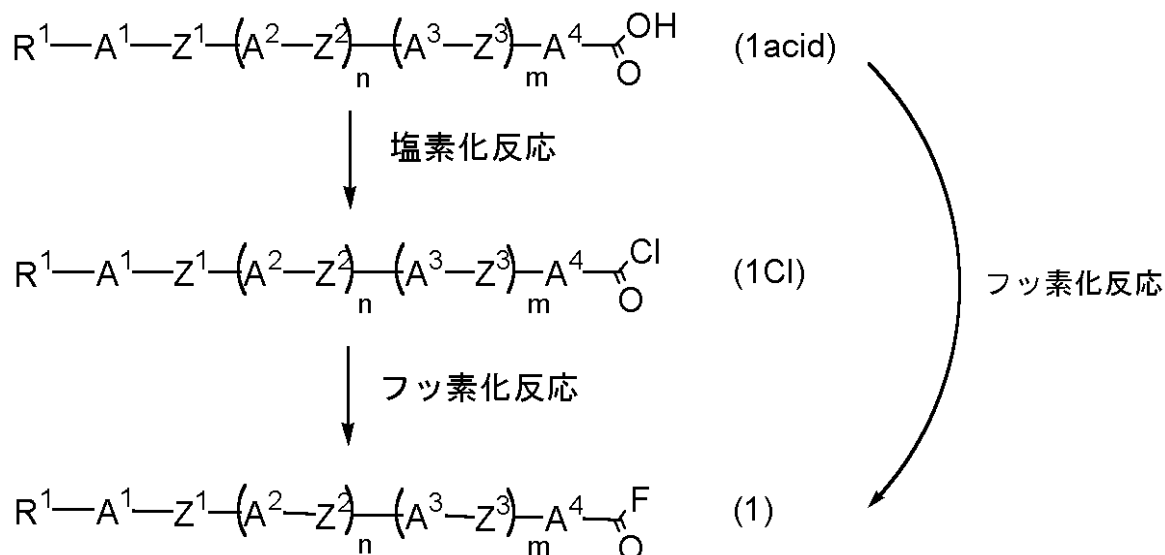 R1—A1—Z1—(A2—Z2)n—(A3—Z3)m—A4 OH O (1acid)
塩素化反応
R1—A1—Z1—(A2—Z2)n—(A3—Z3)m—A4 Cl O (1Cl)
フッ素化反応
フッ素化反応
R1—A1—Z1—(A2—Z2)n—(A3—Z3)m—A4 F O (1)